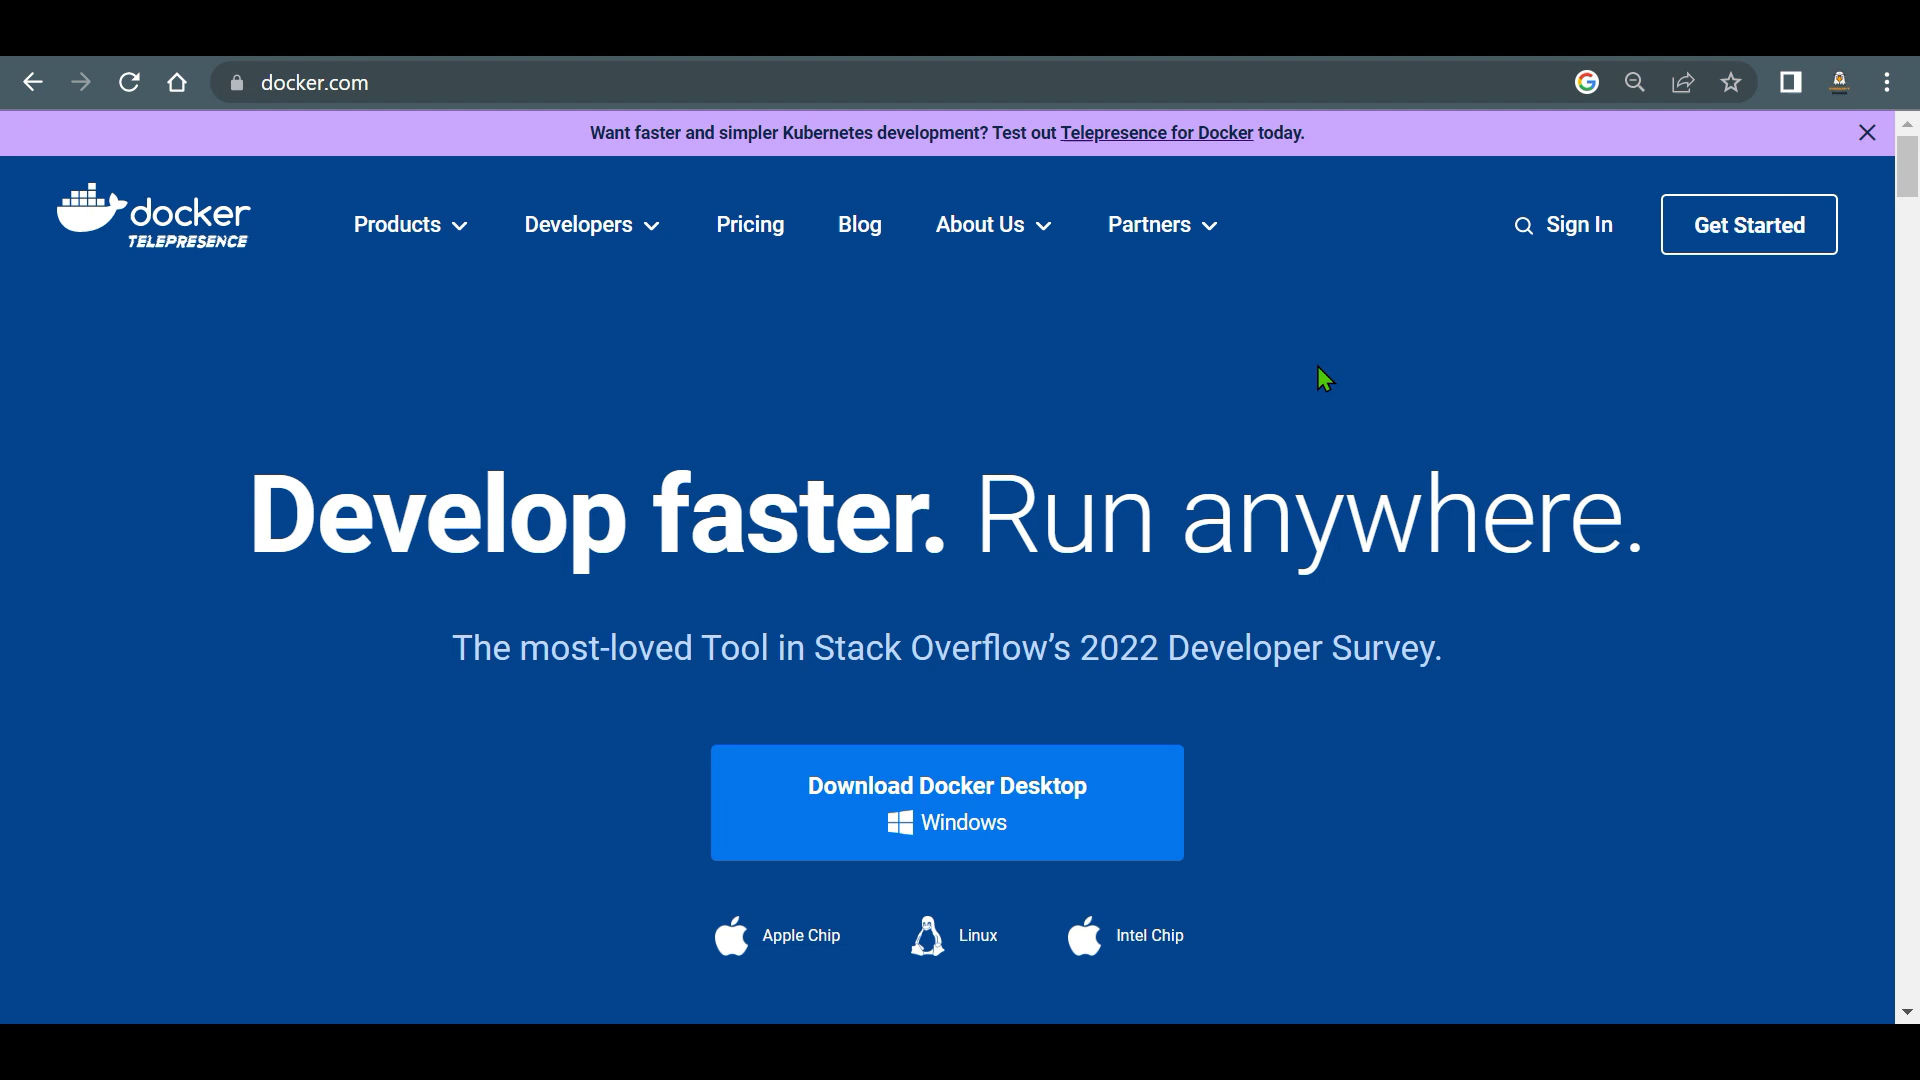 docker.com
Want faster and simpler Kubernetes development? Test out Telepresence for Docker today.
docker
TELEPRESENCE
Products
Developers
Pricing
Blog
About Us
Partners
Sign In
Get Started
Develop faster. Run anywhere.
The most-loved Tool in Stack Overflow’s 2022 Developer Survey.
Download Docker Desktop
Windows
Apple Chip
Linux
Intel Chip